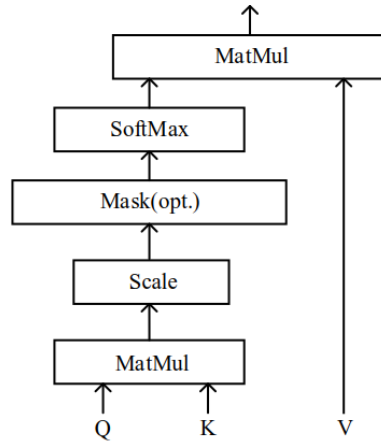 MatMul
SoftMax
Mask(opt.)
Scale
MatMul
Q K V